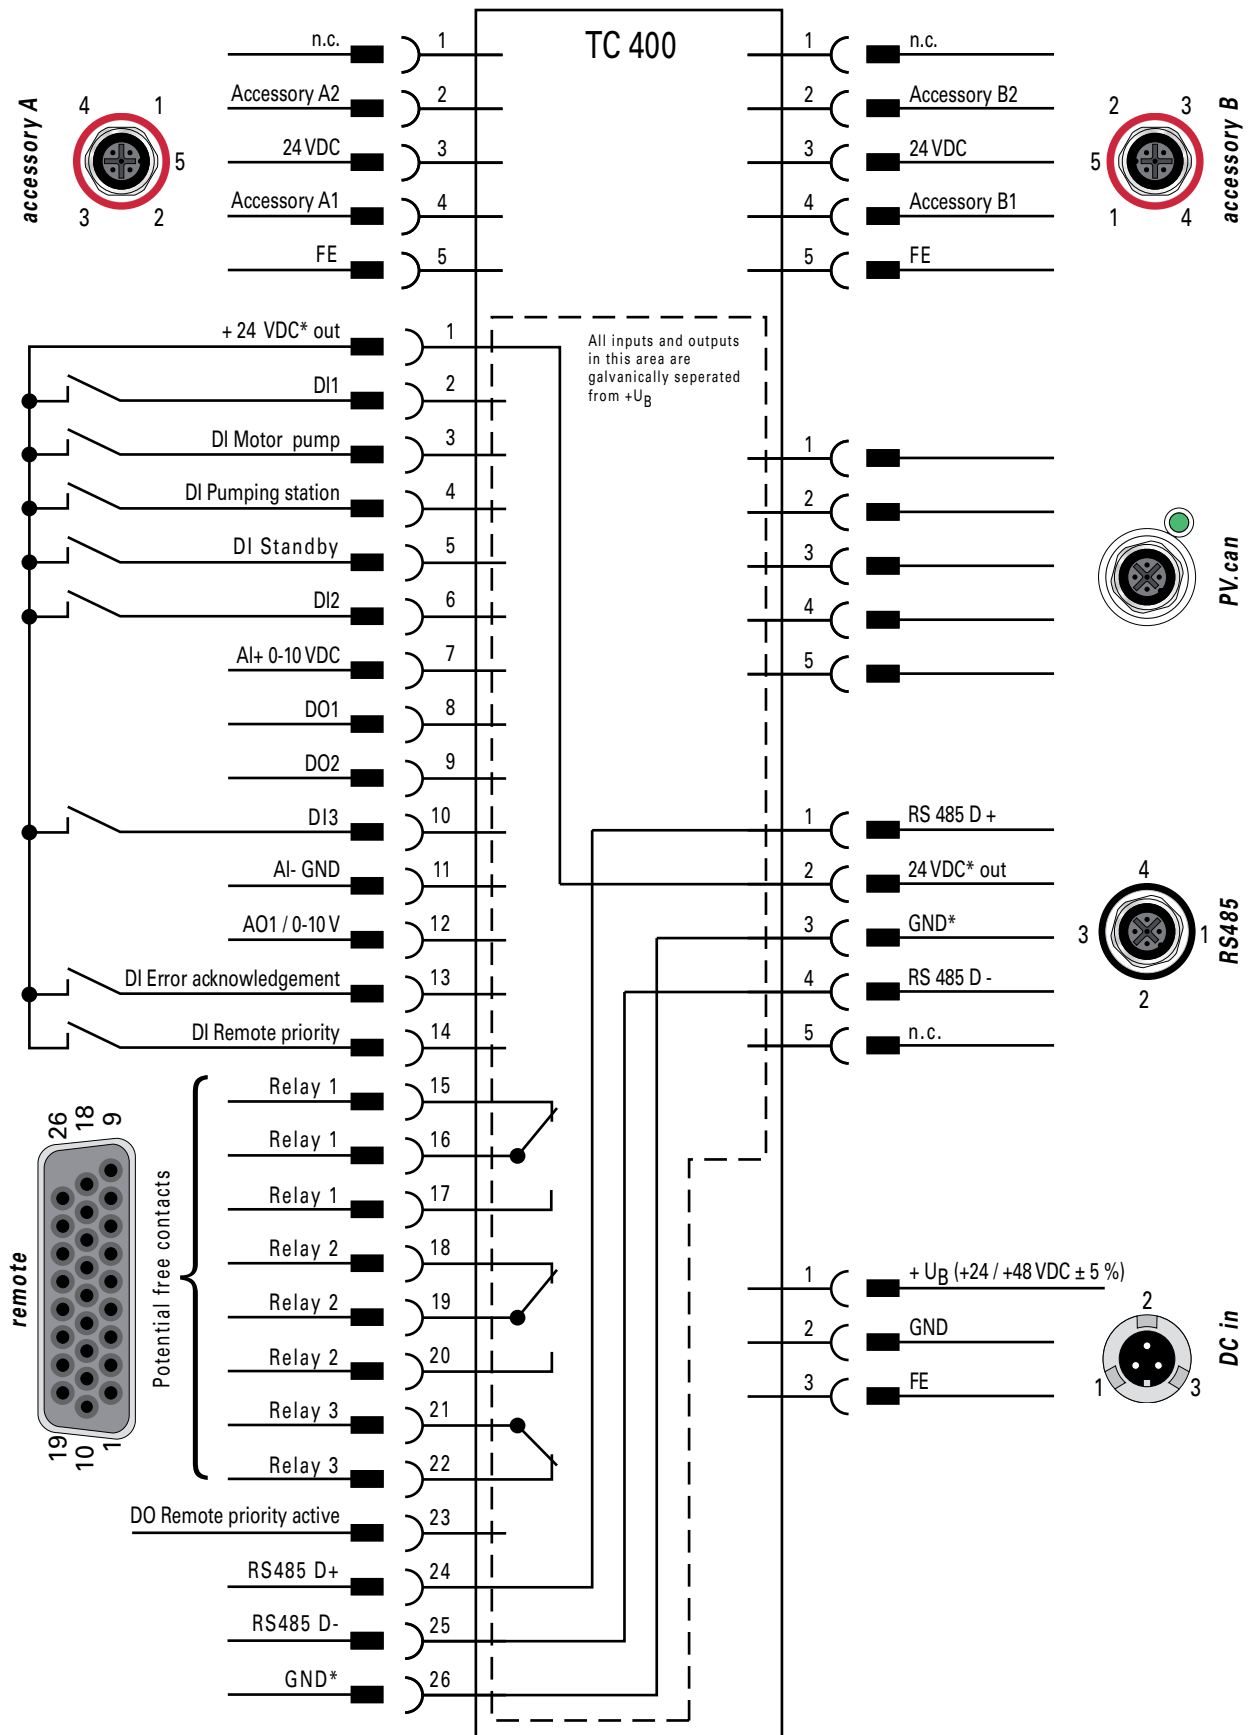 TC 400
accessory A
4 1
5
3 2
n.c. 1
Accessory A2 2
24 VDC 3
Accessory A1 4
FE 5
1 n.c.
2 Accessory B2
3 24 VDC
4 Accessory B1
5 FE
accessory B
2 3
5
1 4
+ 24 VDC* out 1
DI1 2
DI Motor pump 3
DI Pumping station 4
DI Standby 5
DI2 6
AI+ 0-10 VDC 7
DO1 8
DO2 9
DI3 10
AI- GND 11
AO1 / 0-10 V 12
DI Error acknowledgement 13
DI Remote priority 14
Relay 1 15
Relay 1 16
Relay 1 17
Relay 2 18
Relay 2 19
Relay 2 20
Relay 3 21
Relay 3 22
DO Remote priority active 23
RS485 D+ 24
RS485 D- 25
GND* 26
remote
26 18 9
19 10 1
Potential free contacts
All inputs and outputs
in this area are
galvanically seperated
from +UB
1
2
3
4
5
PV.can
1 RS 485 D +
2 24 VDC* out
3 GND*
4 RS 485 D -
5 n.c.
4
3 1
2
RS485
1 + UB (+24 / +48 VDC ± 5 %)
2 GND
3 FE
2
1 3
DC in